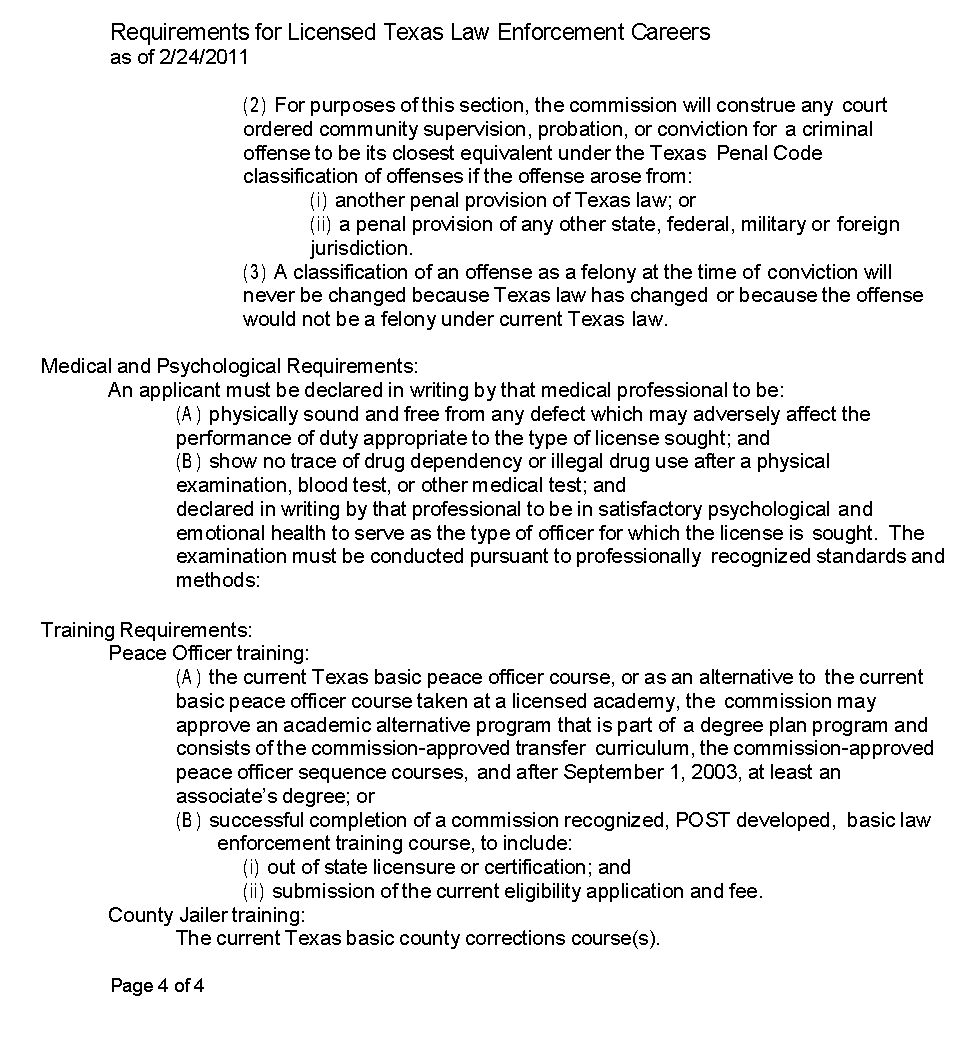 Requirements for Licensed Texas Law Enforcement Careers
as of 2/24/2011
(2) For purposes of this section, the commission will construe any court
ordered community supervision, probation, or conviction for a criminal
offense to be its closest equivalent under the Texas Penal Code
classification of offenses if the offense arose from:
(i) another penal provision of Texas law; or
(ii) a penal provision of any other state, federal, military or foreign
jurisdiction.
(3) A classification of an offense as a felony at the time of conviction will
never be changed because Texas law has changed or because the offense
would not be a felony under current Texas law.
Medical and Psychological Requirements:
An applicant must be declared in writing by that medical professional to be:
(A) physically sound and free from any defect which may adversely affect the
performance of duty appropriate to the type of license sought; and
(B) show no trace of drug dependency or illegal drug use after a physical
examination, blood test, or other medical test; and
declared in writing by that professional to be in satisfactory psychological and
emotional health to serve as the type of officer for which the license is sought. The
examination must be conducted pursuant to professionally recognized standards and
methods:
Training Requirements:
Peace Officer training:
(A) the current Texas basic peace officer course, or as an alternative to the current
basic peace officer course taken at a licensed academy, the commission may
approve an academic alternative program that is part of a degree plan program and
consists of the commission-approved transfer curriculum, the commission-approved
peace officer sequence courses, and after September 1, 2003, at least an
associate's degree; or
(B) successful completion of a commission recognized, POST developed, basic law
enforcement training course, to include:
(i) out of state licensure or certification; and
(ii) submission of the current eligibility application and fee.
County Jailer training:
The current Texas basic county corrections course(s).
Page 4 of 4